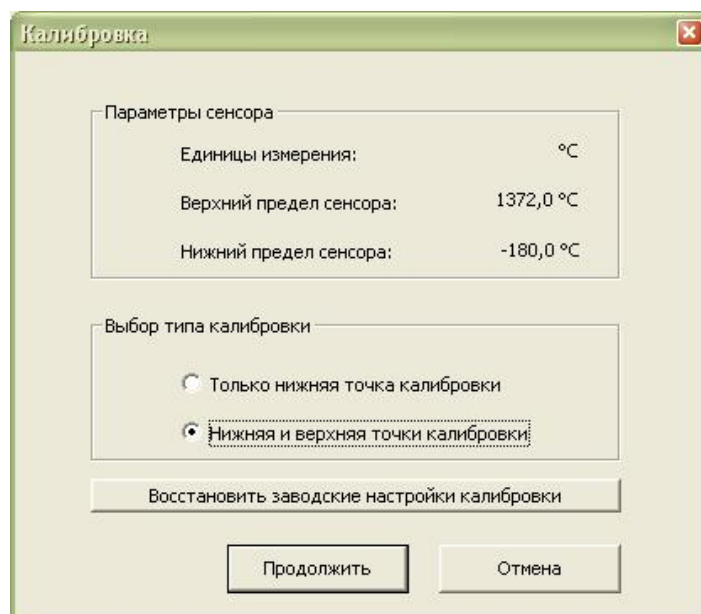 Калибровка
Параметры сенсора
Единицы измерения: °C
Верхний предел сенсора: 1372,0 °C
Нижний предел сенсора: -180,0 °C
Выбор типа калибровки
Только нижняя точка калибровки
Нижняя и верхняя точки калибровки
Восстановить заводские настройки калибровки
Продолжить Отмена